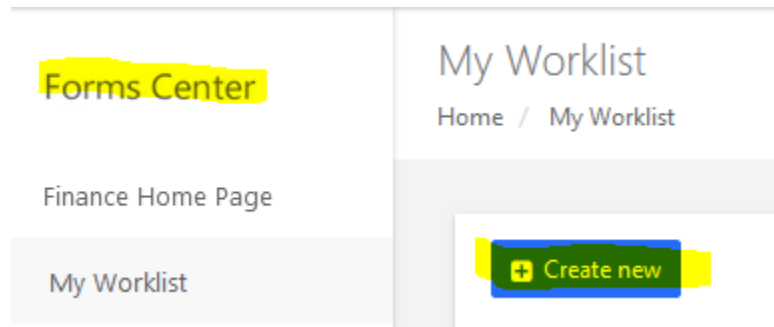 Forms Center
Finance Home Page
My Worklist
My Worklist
Home / My Worklist
Create new